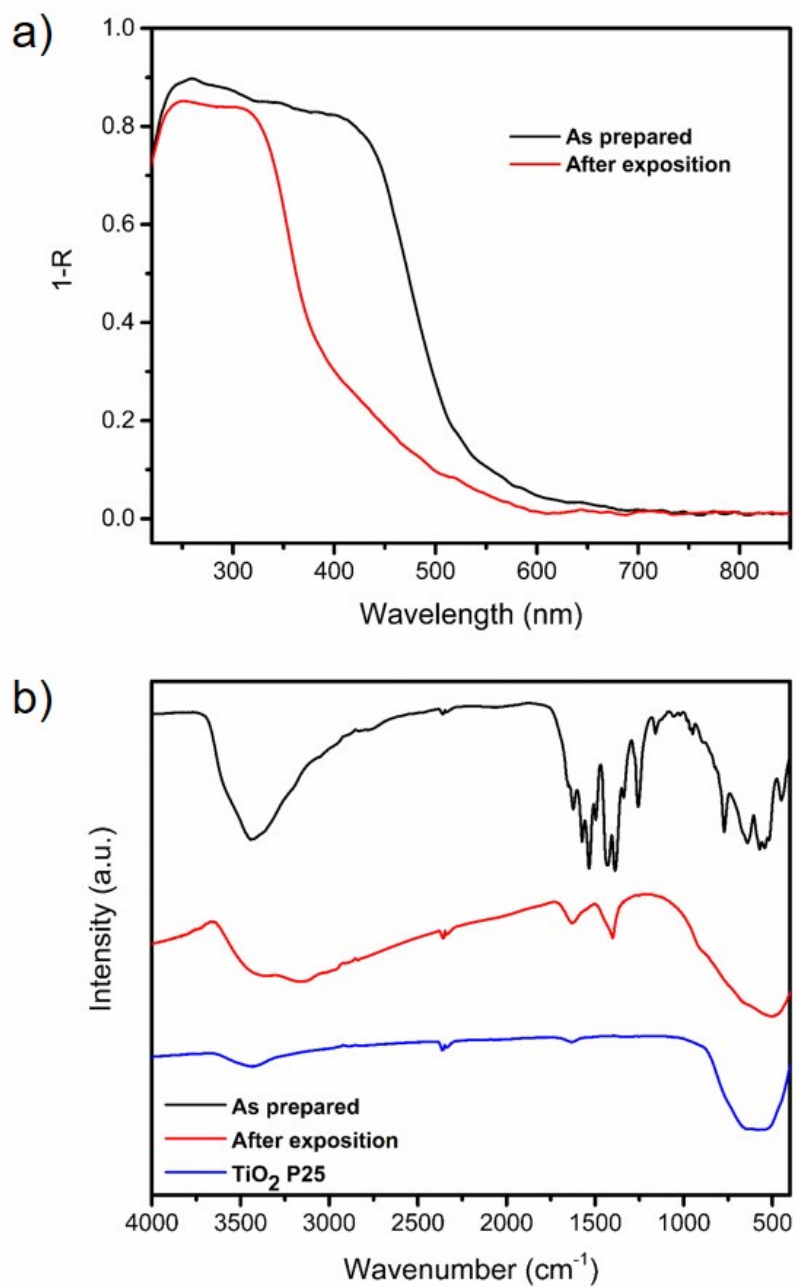 a)
1.0
0.8
0.6
0.4
0.2
0.0
1-R
As prepared
After exposition
300 400 500 600 700 800
Wavelength (nm)
b)
Intensity (a.u.)
As prepared
After exposition
TiO₂ P25
4000 3500 3000 2500 2000 1500 1000 500
Wavenumber (cm⁻¹)